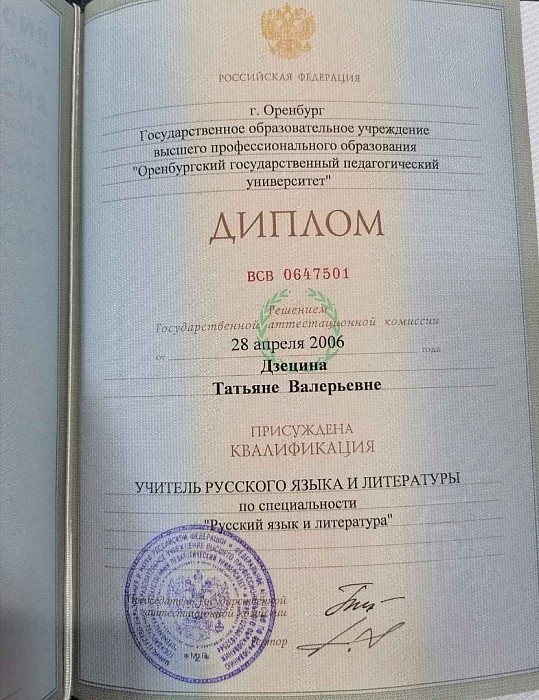 РОССИЙСКАЯ ФЕДЕРАЦИЯ
г. Оренбург
Государственное образовательное учреждение
высшего профессионального образования
"Оренбургский государственный педагогический
университет"
ДИПЛОМ
ВСВ 0647501
Решением
Государственной аттестационной комиссии
от 28 апреля 2006 года
Дзецина
Татьяне Валерьевне
ПРИСУЖДЕНА
КВАЛИФИКАЦИЯ
УЧИТЕЛЬ РУССКОГО ЯЗЫКА И ЛИТЕРАТУРЫ
по специальности
"Русский язык и литература"
Председатель Государственной
аттестационной комиссии